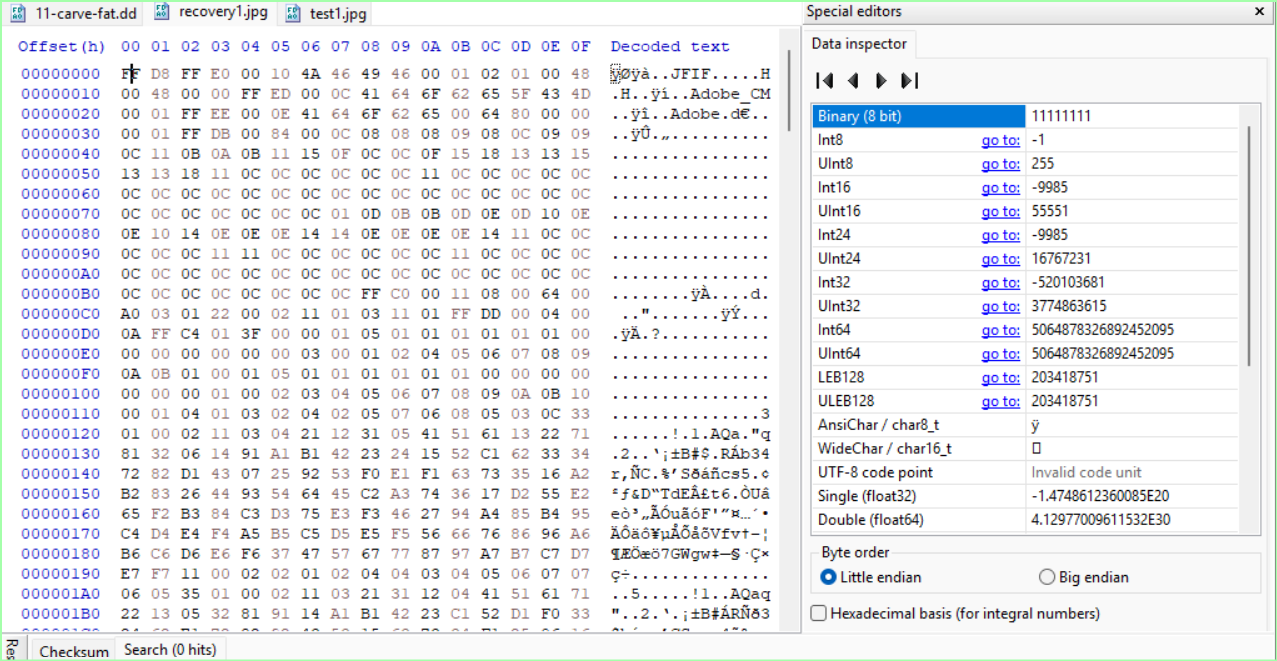 11-carve-fat.dd recovery1.jpg test1.jpg
Offset(h) 00 01 02 03 04 05 06 07 08 09 0A 0B 0C 0D 0E 0F Decoded text
00000000 FF D8 FF E0 00 10 4A 46 49 46 00 01 02 01 00 48 ÿØÿà..JFIF.....H
00000010 00 48 00 00 FF ED 00 0C 41 64 6F 62 65 5F 43 4D .H..ÿí..Adobe_CM
00000020 00 01 FF EE 00 0E 41 64 6F 62 65 00 64 80 00 00 ..ÿî..Adobe.d€..
00000030 00 01 FF DB 00 84 00 0C 08 08 08 09 08 0C 09 09 ..ÿÛ.„..........
00000040 0C 11 0B 0A 0B 11 15 0F 0C 0C 0F 15 18 13 13 15 ................
00000050 13 13 18 11 0C 0C 0C 0C 0C 0C 11 0C 0C 0C 0C 0C ................
00000060 0C 0C 0C 0C 0C 0C 0C 0C 0C 0C 0C 0C 0C 0C 0C 0C ................
00000070 0C 0C 0C 0C 0C 0C 0C 01 0D 0B 0B 0D 0E 0D 10 0E ................
00000080 0E 10 14 0E 0E 0E 14 14 0E 0E 0E 0E 14 11 0C 0C ................
00000090 0C 0C 0C 11 11 0C 0C 0C 0C 0C 0C 11 0C 0C 0C 0C ................
000000A0 0C 0C 0C 0C 0C 0C 0C 0C 0C 0C 0C 0C 0C 0C 0C 0C ................
000000B0 0C 0C 0C 0C 0C 0C 0C 0C FF C0 00 11 08 00 64 00 ........ÿÀ....d.
000000C0 A0 03 01 22 00 02 11 01 03 11 01 FF DD 00 04 00 ..".......ÿÝ...
000000D0 0A FF C4 01 3F 00 00 01 05 01 01 01 01 01 01 00 .ÿÄ.?...........
000000E0 00 00 00 00 00 00 03 00 01 02 04 05 06 07 08 09 ................
000000F0 0A 0B 01 00 01 05 01 01 01 01 01 01 00 00 00 00 ................
00000100 00 00 00 01 00 02 03 04 05 06 07 08 09 0A 0B 10 ................
00000110 00 01 04 01 03 02 04 02 05 07 06 08 05 03 0C 33 ...............3
00000120 01 00 02 11 03 04 21 12 31 05 41 51 61 13 22 71 ......!.1.AQa."q
00000130 81 32 06 14 91 A1 B1 42 23 24 15 52 C1 62 33 34 .2..‘¡±B#$.RÁb34
00000140 72 82 D1 43 07 25 92 53 F0 E1 F1 63 73 35 16 A2 r‚ÑC.%’Sðáñcs5.¢
00000150 B2 83 26 44 93 54 64 45 C2 A3 74 36 17 D2 55 E2 ²ƒ&D“TdEÂ£t6.ÒUâ
00000160 65 F2 B3 84 C3 D3 75 E3 F3 46 27 94 A4 85 B4 95 eò³„ÃÓuãóF'”¤…´•
00000170 C4 D4 E4 F4 A5 B5 C5 D5 E5 F5 56 66 76 86 96 A6 ÄÔäô¥µÅÕåõVfv†–¦
00000180 B6 C6 D6 E6 F6 37 47 57 67 77 87 97 A7 B7 C7 D7 ¶ÆÖæö7GWgw‡—§·Ç×
00000190 E7 F7 11 00 02 02 01 02 04 04 03 04 05 06 07 07 ç÷..............
000001A0 06 05 35 01 00 02 11 03 21 31 12 04 41 51 61 71 ..5.....!1..AQaq
000001B0 22 13 05 32 81 91 14 A1 B1 42 23 C1 52 D1 F0 33 "..2.‘.¡±B#ÁRÑð3
Special editors
Data inspector
Binary (8 bit) 11111111
Int8 go to: -1
UInt8 go to: 255
Int16 go to: -9985
UInt16 go to: 55551
Int24 go to: -9985
UInt24 go to: 16767231
Int32 go to: -520103681
UInt32 go to: 3774863615
Int64 go to: 5064878326892452095
UInt64 go to: 5064878326892452095
LEB128 go to: 203418751
ULEB128 go to: 203418751
AnsiChar / char8_t ÿ
WideChar / char16_t
UTF-8 code point Invalid code unit
Single (float32) -1.4748612360085E20
Double (float64) 4.12977009611532E30
Byte order
Little endian Big endian
Hexadecimal basis (for integral numbers)
Res
Checksum Search (0 hits)